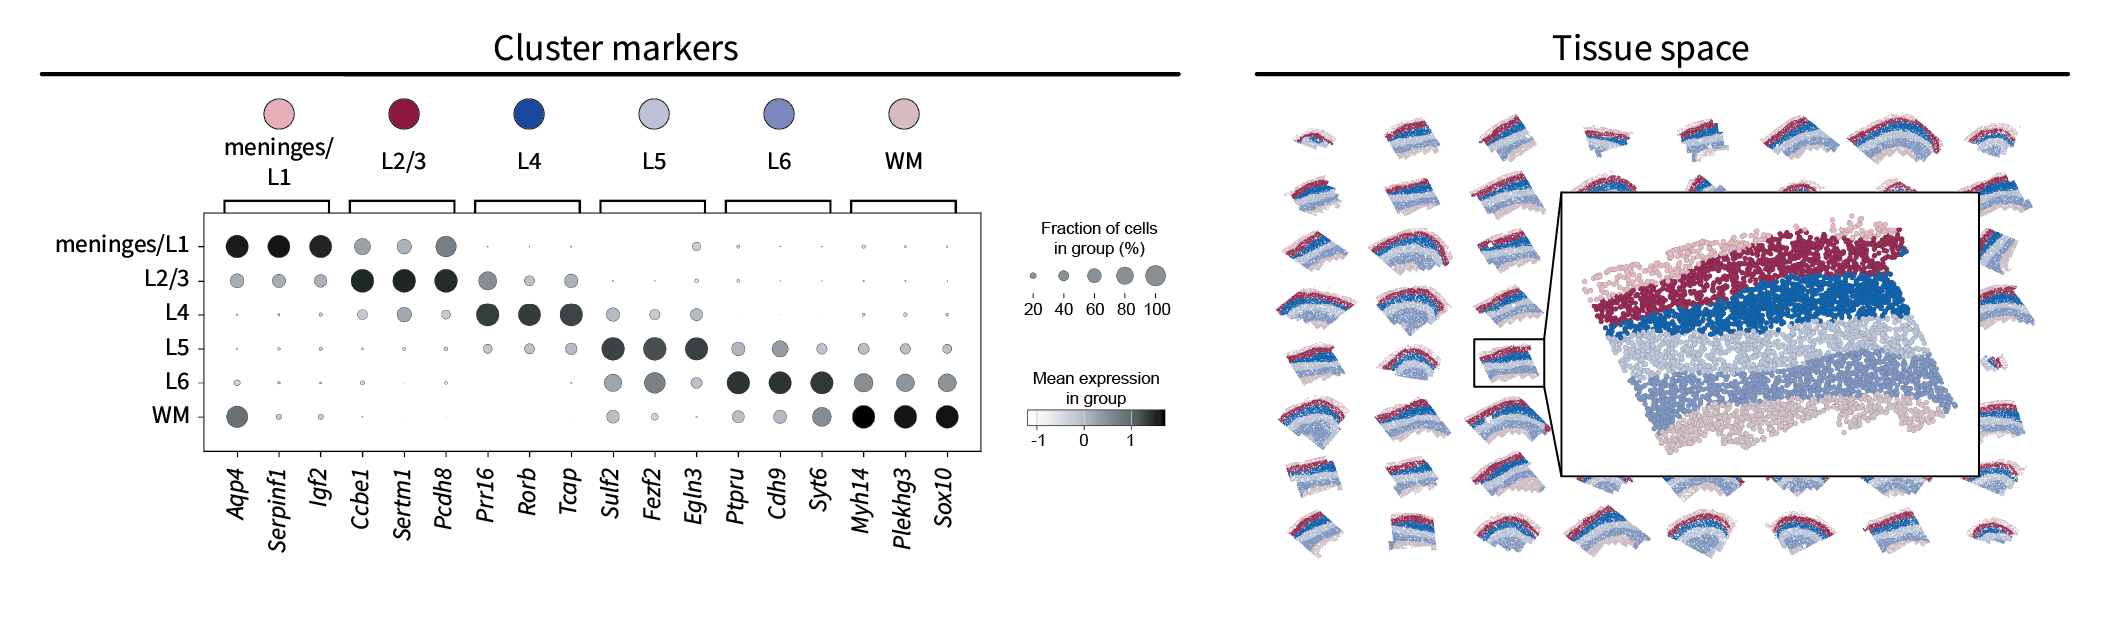 Cluster markers
Tissue space
meninges/
L1
L2/3
L4
L5
L6
WM
meninges/L1
L2/3
L4
L5
L6
WM
Aqp4
Serpinf1
Igf2
Ccbe1
Sertm1
Pcdh8
Prr16
Rorb
Tcap
Sulf2
Fezf2
Egln3
Ptpru
Cdh9
Syt6
Myh14
Plekhg3
Sox10
Fraction of cells
in group (%)
20 40 60 80 100
Mean expression
in group
-1 0 1